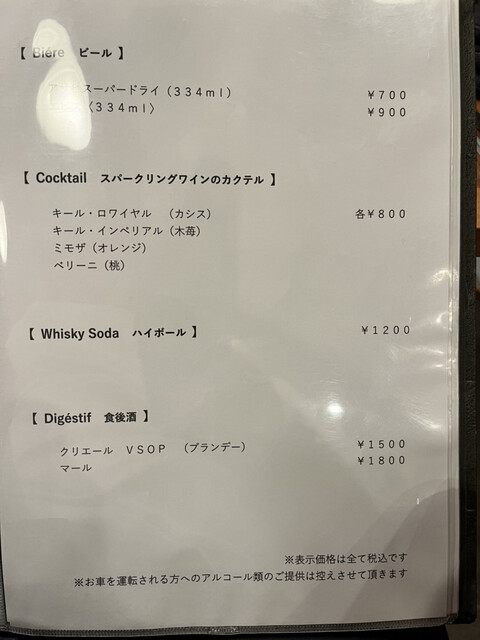 【 Biére ビール 】
スーパードライ（３３４ｍｌ） ￥７００
〈３３４ｍｌ〉 ￥９００
【 Cocktail スパークリングワインのカクテル 】
キール・ロワイヤル （カシス） 各￥８００
キール・インペリアル（木苺）
ミモザ（オレンジ）
ベリーニ（桃）
【 Whisky Soda ハイボール 】 ￥１２００
【 Digéstif 食後酒 】
クリエール ＶＳＯＰ （ブランデー） ￥１５００
マール ￥１８００
※表示価格は全て税込です
※お車を運転される方へのアルコール類のご提供は控えさせて頂きます